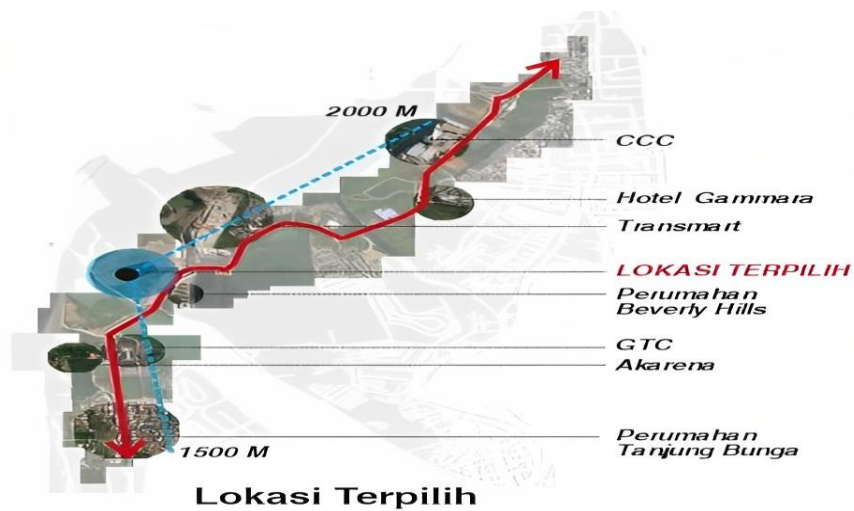 2000 M
CCC
Hotel Gammara
Transmart
LOKASI TERPILIH
Perumahan
Beverly Hills
GTC
Akarena
Perumahan
Tanjung Bunga
1500 M
Lokasi Terpilih